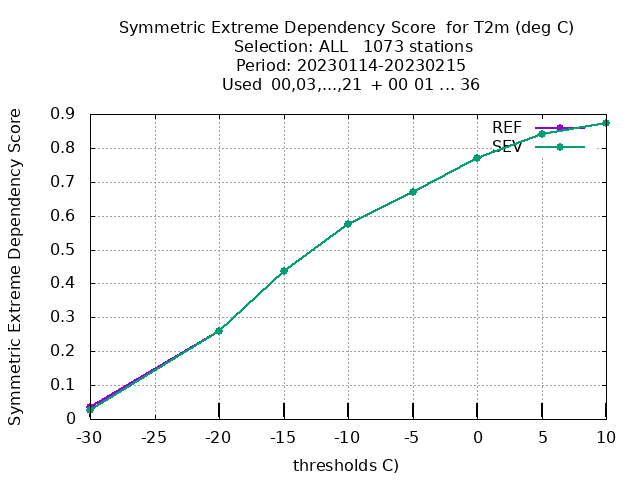 Symmetric Extreme Dependency Score  for T2m (deg C)
Selection: ALL   1073 stations
Period: 20230114-20230215
Used  00,03,...,21  + 00 01 ... 36
Symmetric Extreme Dependency Score
0.9
0.8
0.7
0.6
0.5
0.4
0.3
0.2
0.1
0
REF
SEV
-30 -25 -20 -15 -10 -5 0 5 10
thresholds C)